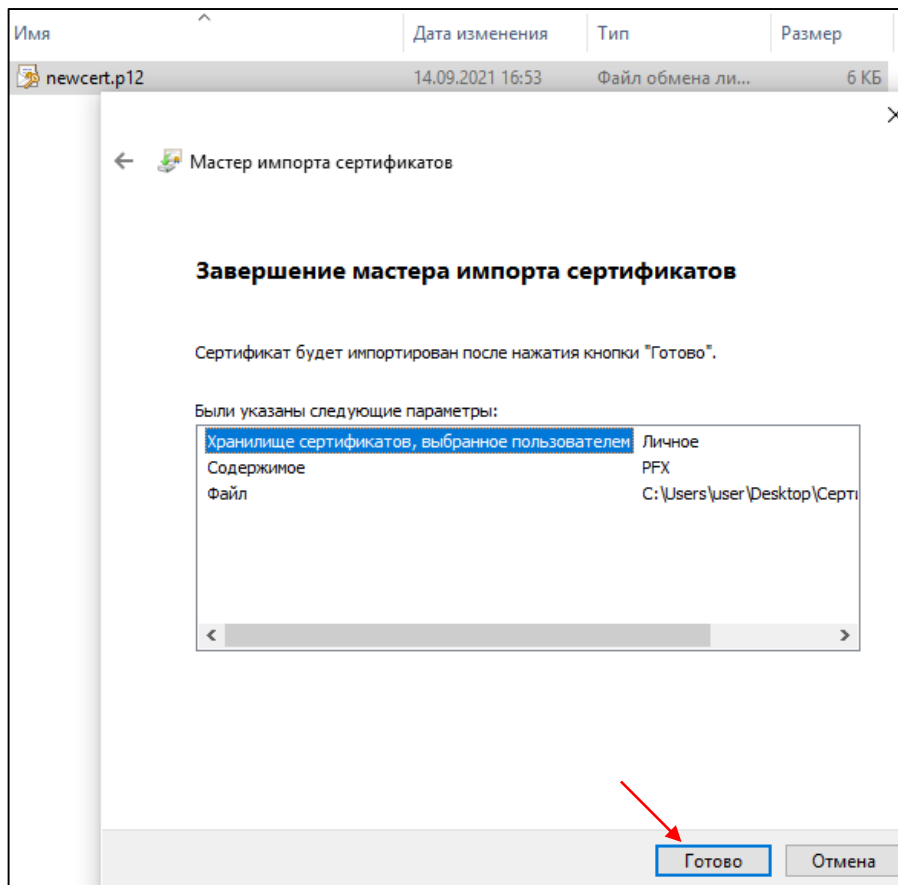 Имя Дата изменения Тип Размер
newcert.p12 14.09.2021 16:53 Файл обмена ли... 6 КБ
Мастер импорта сертификатов
Завершение мастера импорта сертификатов
Сертификат будет импортирован после нажатия кнопки "Готово".
Были указаны следующие параметры:
Хранилище сертификатов, выбранное пользователем Личное
Содержимое PFX
Файл C:\Users\user\Desktop\Серти
Готово Отмена